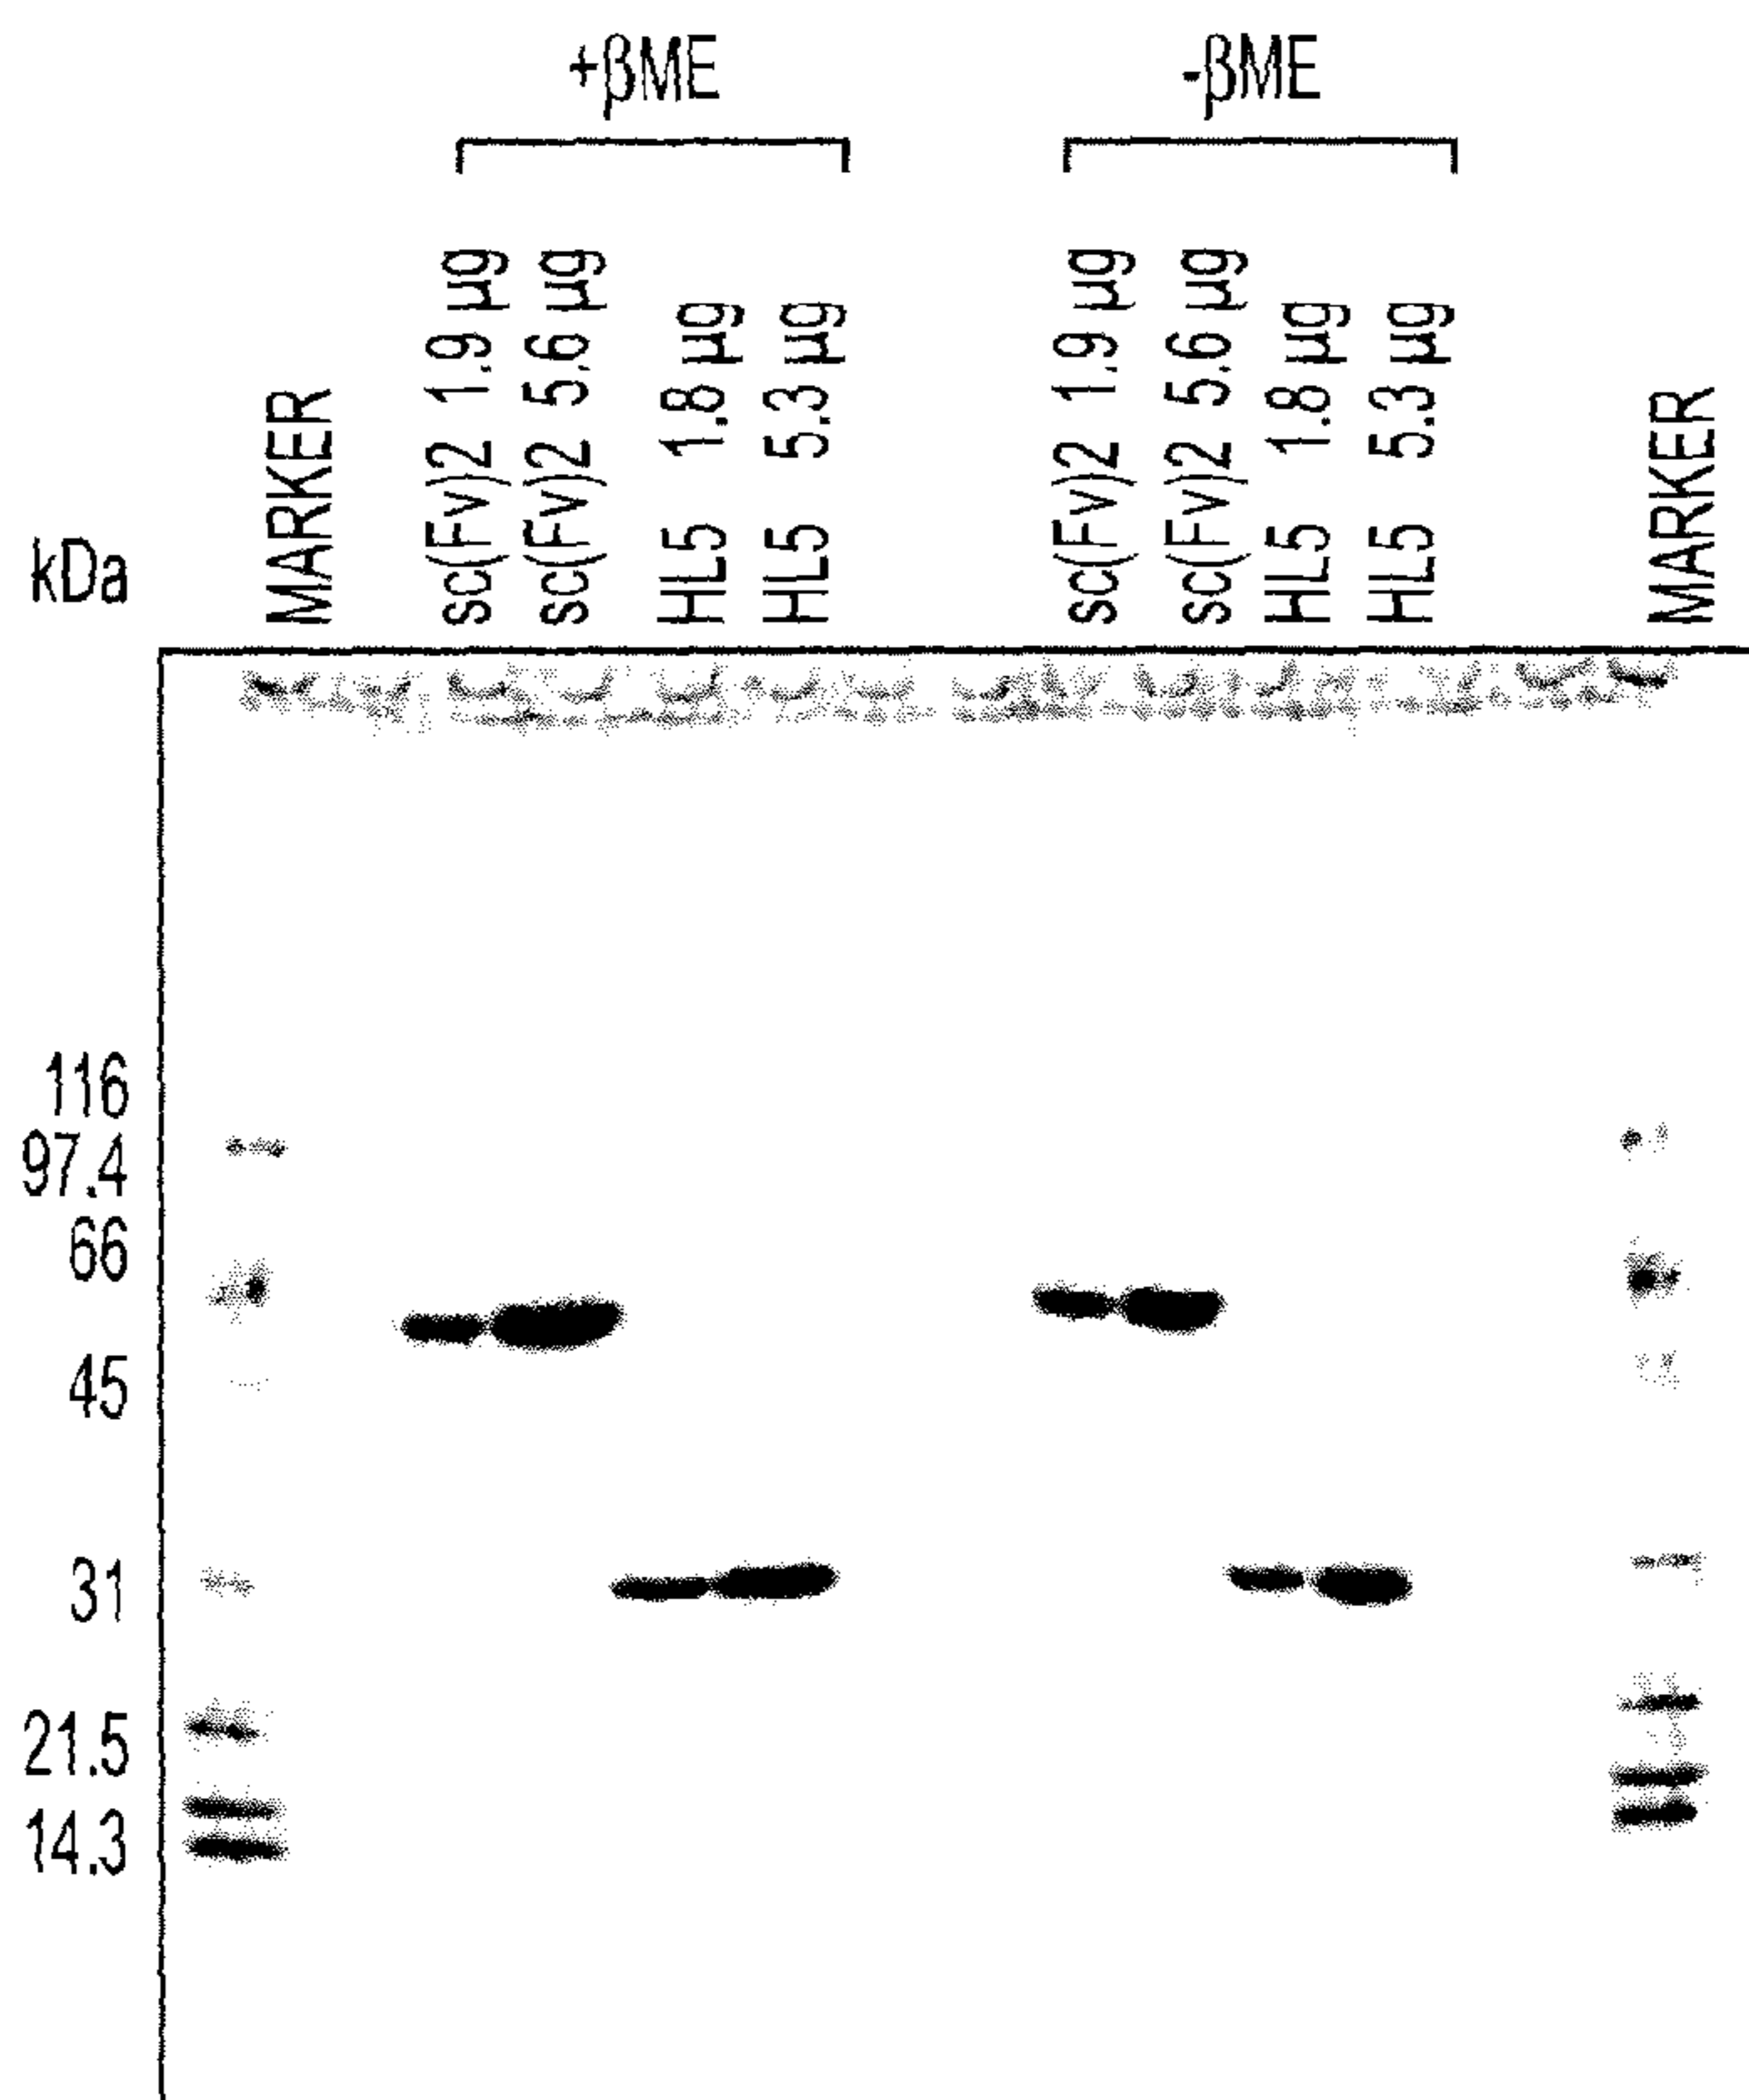 +βME
-βME
kDa
MARKER
sc(Fv)2 1.9 µg
sc(Fv)2 5.6 µg
HL5 1.8 µg
HL5 5.3 µg
sc(Fv)2 1.9 µg
sc(Fv)2 5.6 µg
HL5 1.8 µg
HL5 5.3 µg
MARKER
116
97.4
66
45
31
21.5
14.3